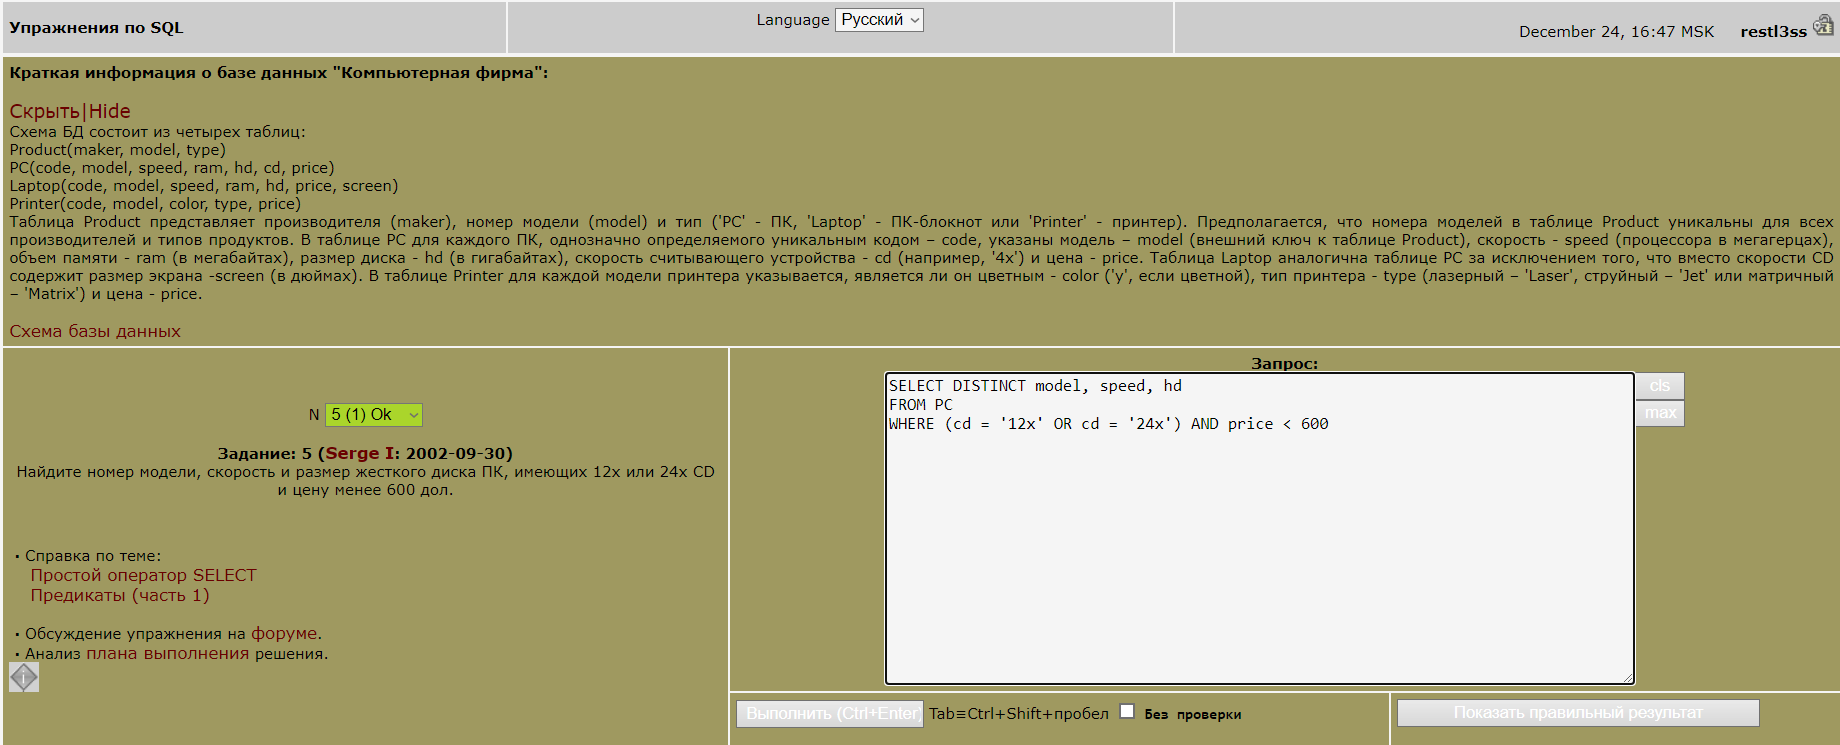 Упражнения по SQL
Language Русский
December 24, 16:47 MSK restl3ss
Краткая информация о базе данных "Компьютерная фирма":
Скрыть|Hide
Схема БД состоит из четырех таблиц:
Product(maker, model, type)
PC(code, model, speed, ram, hd, cd, price)
Laptop(code, model, speed, ram, hd, price, screen)
Printer(code, model, color, type, price)
Таблица Product представляет производителя (maker), номер модели (model) и тип ('PC' - ПК, 'Laptop' - ПК-блокнот или 'Printer' - принтер). Предполагается, что номера моделей в таблице Product уникальны для всех
производителей и типов продуктов. В таблице PC для каждого ПК, однозначно определяемого уникальным кодом – code, указаны модель – model (внешний ключ к таблице Product), скорость - speed (процессора в мегагерцах),
объем памяти - ram (в мегабайтах), размер диска - hd (в гигабайтах), скорость считывающего устройства - cd (например, '4x') и цена - price. Таблица Laptop аналогична таблице РС за исключением того, что вместо скорости CD
содержит размер экрана -screen (в дюймах). В таблице Printer для каждой модели принтера указывается, является ли он цветным - color ('y', если цветной), тип принтера - type (лазерный – 'Laser', струйный – 'Jet' или матричный
– 'Matrix') и цена - price.
Схема базы данных
N 5 (1) Ok
Задание: 5 (Serge I: 2002-09-30)
Найдите номер модели, скорость и размер жесткого диска ПК, имеющих 12x или 24x CD
и цену менее 600 дол.
• Справка по теме:
Простой оператор SELECT
Предикаты (часть 1)
• Обсуждение упражнения на форуме.
• Анализ плана выполнения решения.
Запрос:
SELECT DISTINCT model, speed, hd
FROM PC
WHERE (cd = '12x' OR cd = '24x') AND price < 600
cls
max
Выполнить (Ctrl+Enter) Tab≡Ctrl+Shift+пробел Без проверки
Показать правильный результат